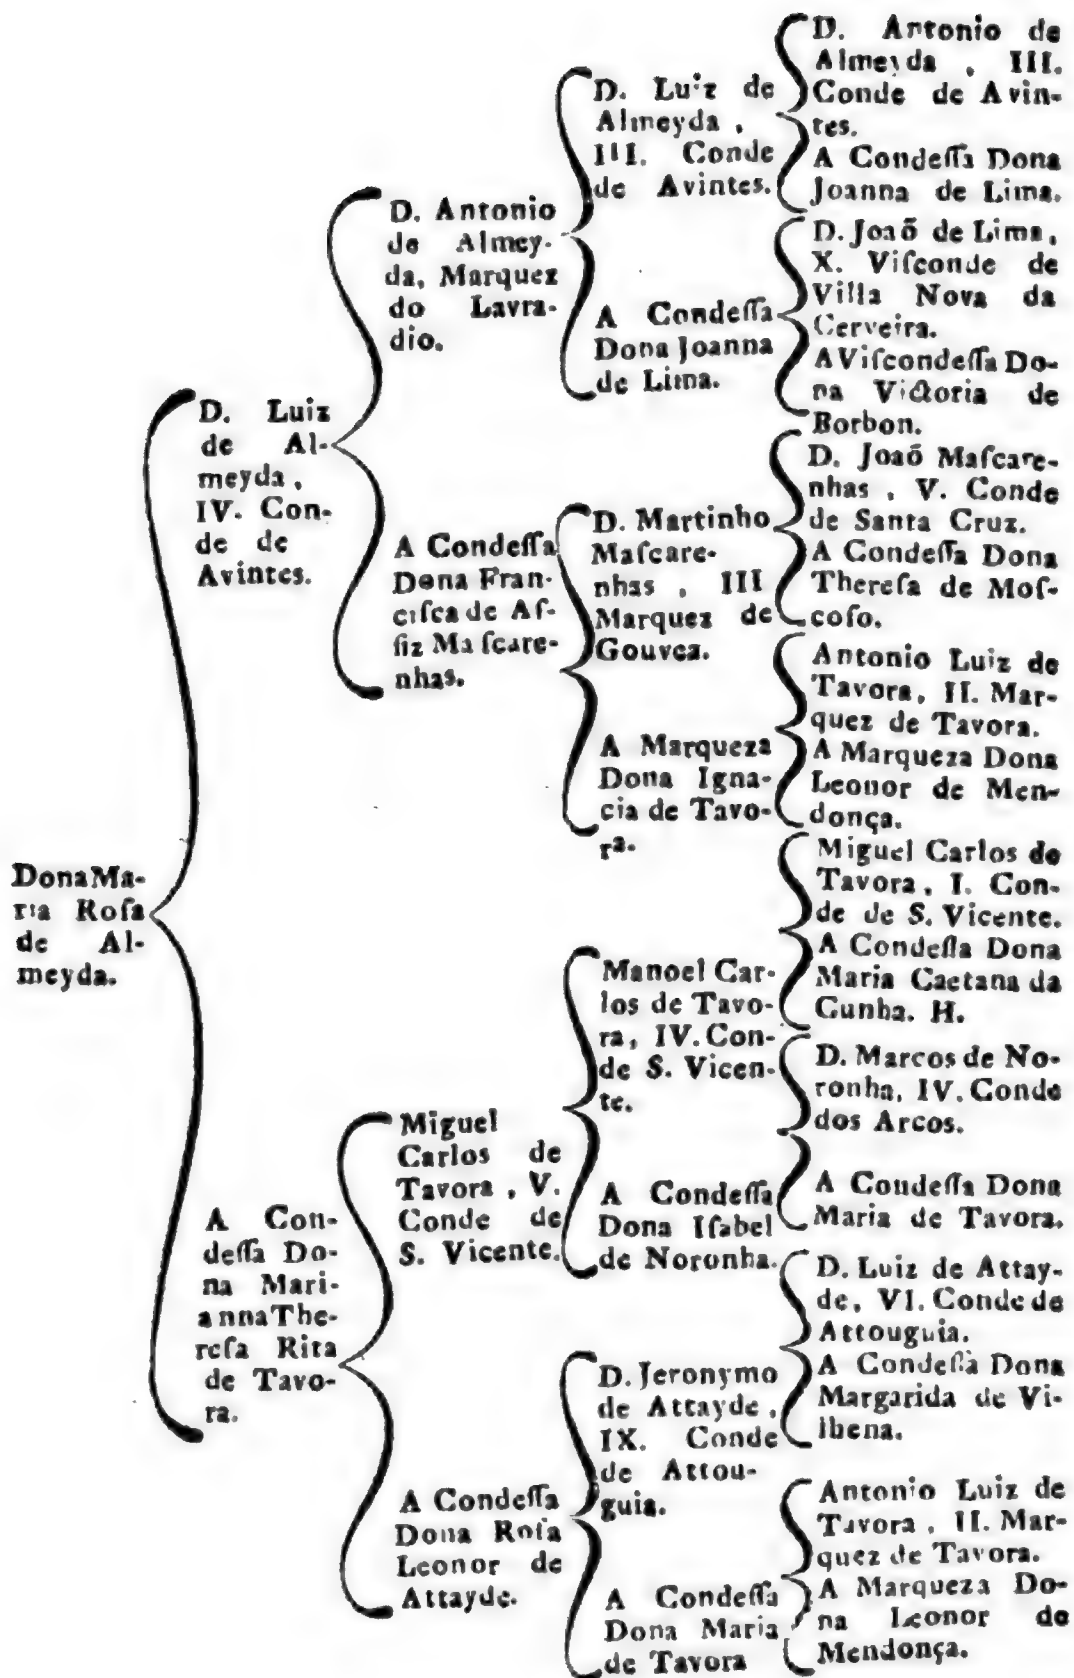 DonaMa-
ria Roſa
de Al-
meyda.
D. Luiz
de Al-
meyda,
IV. Con-
de de
Avintes.
A Con-
deſſa Do-
na Mari-
annaThe-
reſa Rita
de Tavo-
ra.
D. Antonio
de Almey-
da, Marquez
do Lavra-
dio.
A Condeſſa
Dona Fran-
ciſca de Aſ-
ſiz Maſcare-
nhas.
Miguel
Carlos de
Tavora, V.
Conde de
S. Vicente.
A Condeſſa
Dona Roſa
Leonor de
Attayde.
D. Luiz de
Almeyda,
III. Conde
de Avintes.
A Condeſſa
Dona Joanna
de Lima.
D. Martinho
Maſcare-
nhas, III
Marquez de
Gouvea.
A Marqueza
Dona Igna-
cia de Tavo-
ra.
Manoel Car-
los de Tavo-
ra, IV. Con-
de S. Vicen-
te.
A Condeſſa
Dona Iſabel
de Noronha.
D. Jeronymo
de Attayde,
IX. Conde
de Attou-
guia.
A Condeſſa
Dona Maria
de Tavora
D. Antonio de
Almeyda, III.
Conde de Avin-
tes.
A Condeſſa Dona
Joanna de Lima.
D. Joaõ de Lima,
X. Viſconde de
Villa Nova da
Cerveira.
A Viſcondeſſa Do-
na Victoria de
Borbon.
D. Joaõ Maſcare-
nhas, V. Conde
de Santa Cruz.
A Condeſſa Dona
Thereſa de Moſ-
coſo.
Antonio Luiz de
Tavora, II. Mar-
quez de Tavora.
A Marqueza Dona
Leonor de Men-
donça.
Miguel Carlos de
Tavora, I. Con-
de de S. Vicente.
A Condeſſa Dona
Maria Caetana da
Cunha. H.
D. Marcos de No-
ronha, IV. Conde
dos Arcos.
A Condeſſa Dona
Maria de Tavora.
D. Luiz de Attay-
de, VI. Conde de
Attouguia.
A Condeſſa Dona
Margarida de Vi-
lhena.
Antonio Luiz de
Tavora, II. Mar-
quez de Tavora.
A Marqueza Do-
na Leonor de
Mendonça.